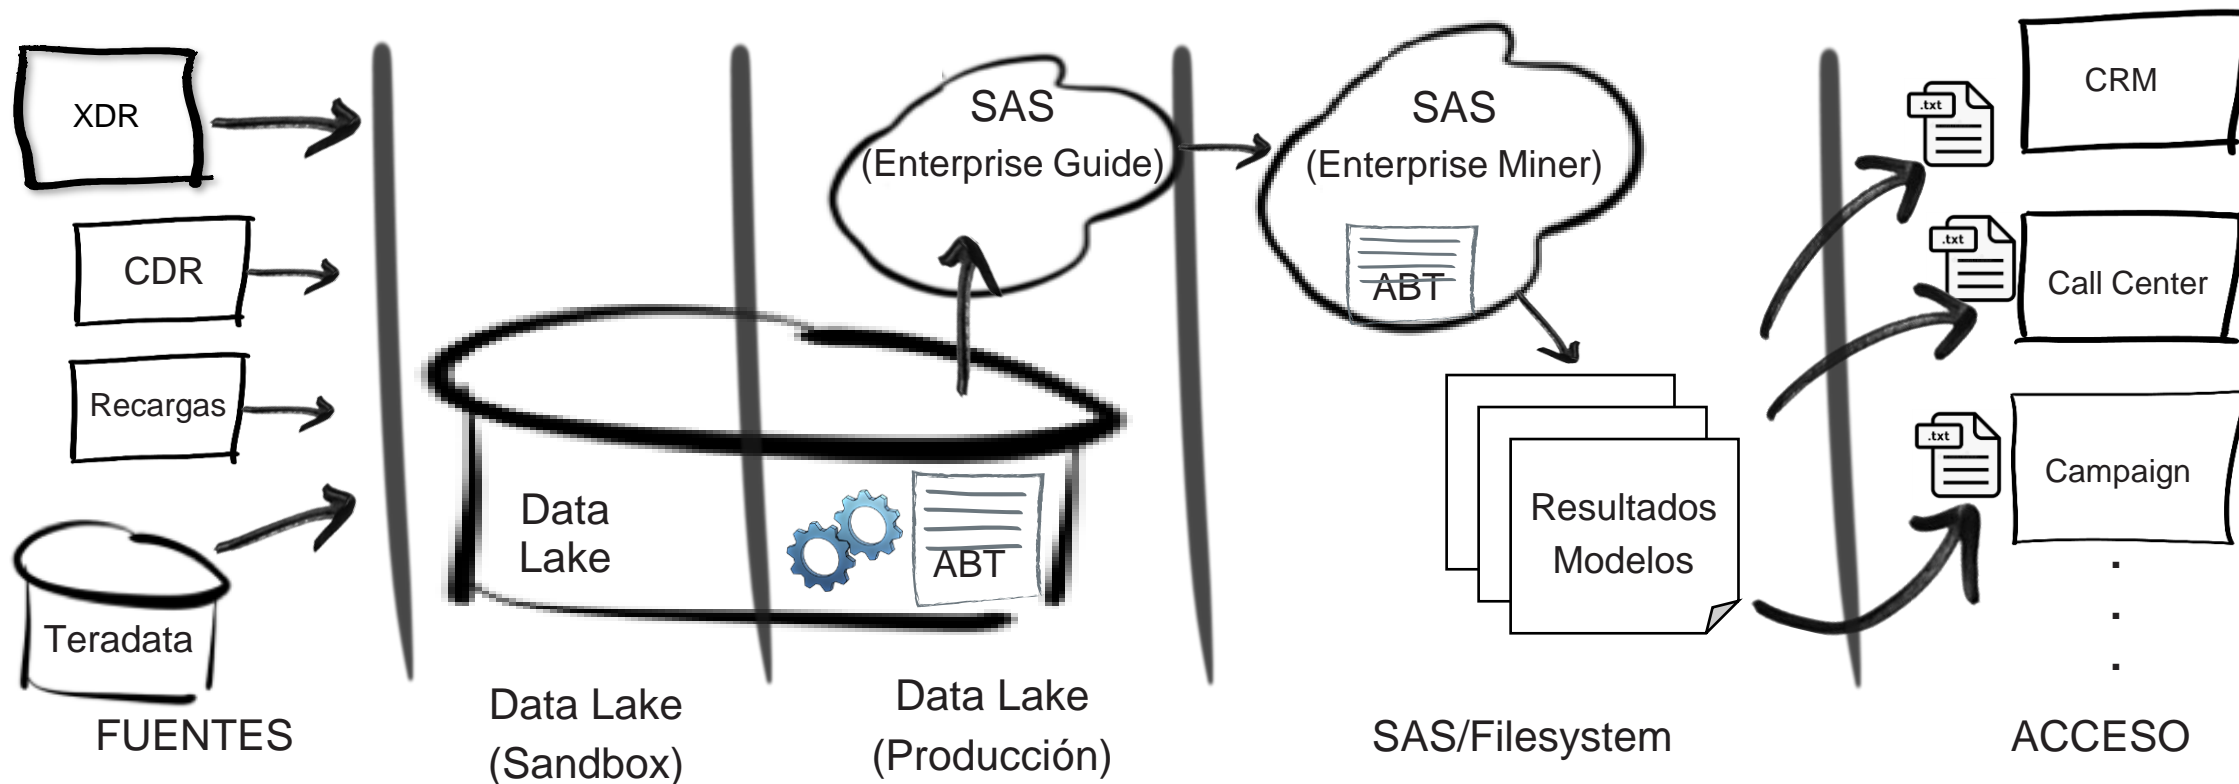 XDR
CDR
Recargas
Teradata
FUENTES
Data
Lake
Data Lake
(Sandbox)
SAS
(Enterprise Guide)
ABT
Data Lake
(Producción)
SAS
(Enterprise Miner)
ABT
Resultados
Modelos
SAS/Filesystem
.txt
CRM
.txt
Call Center
.txt
Campaign
.
.
.
ACCESO